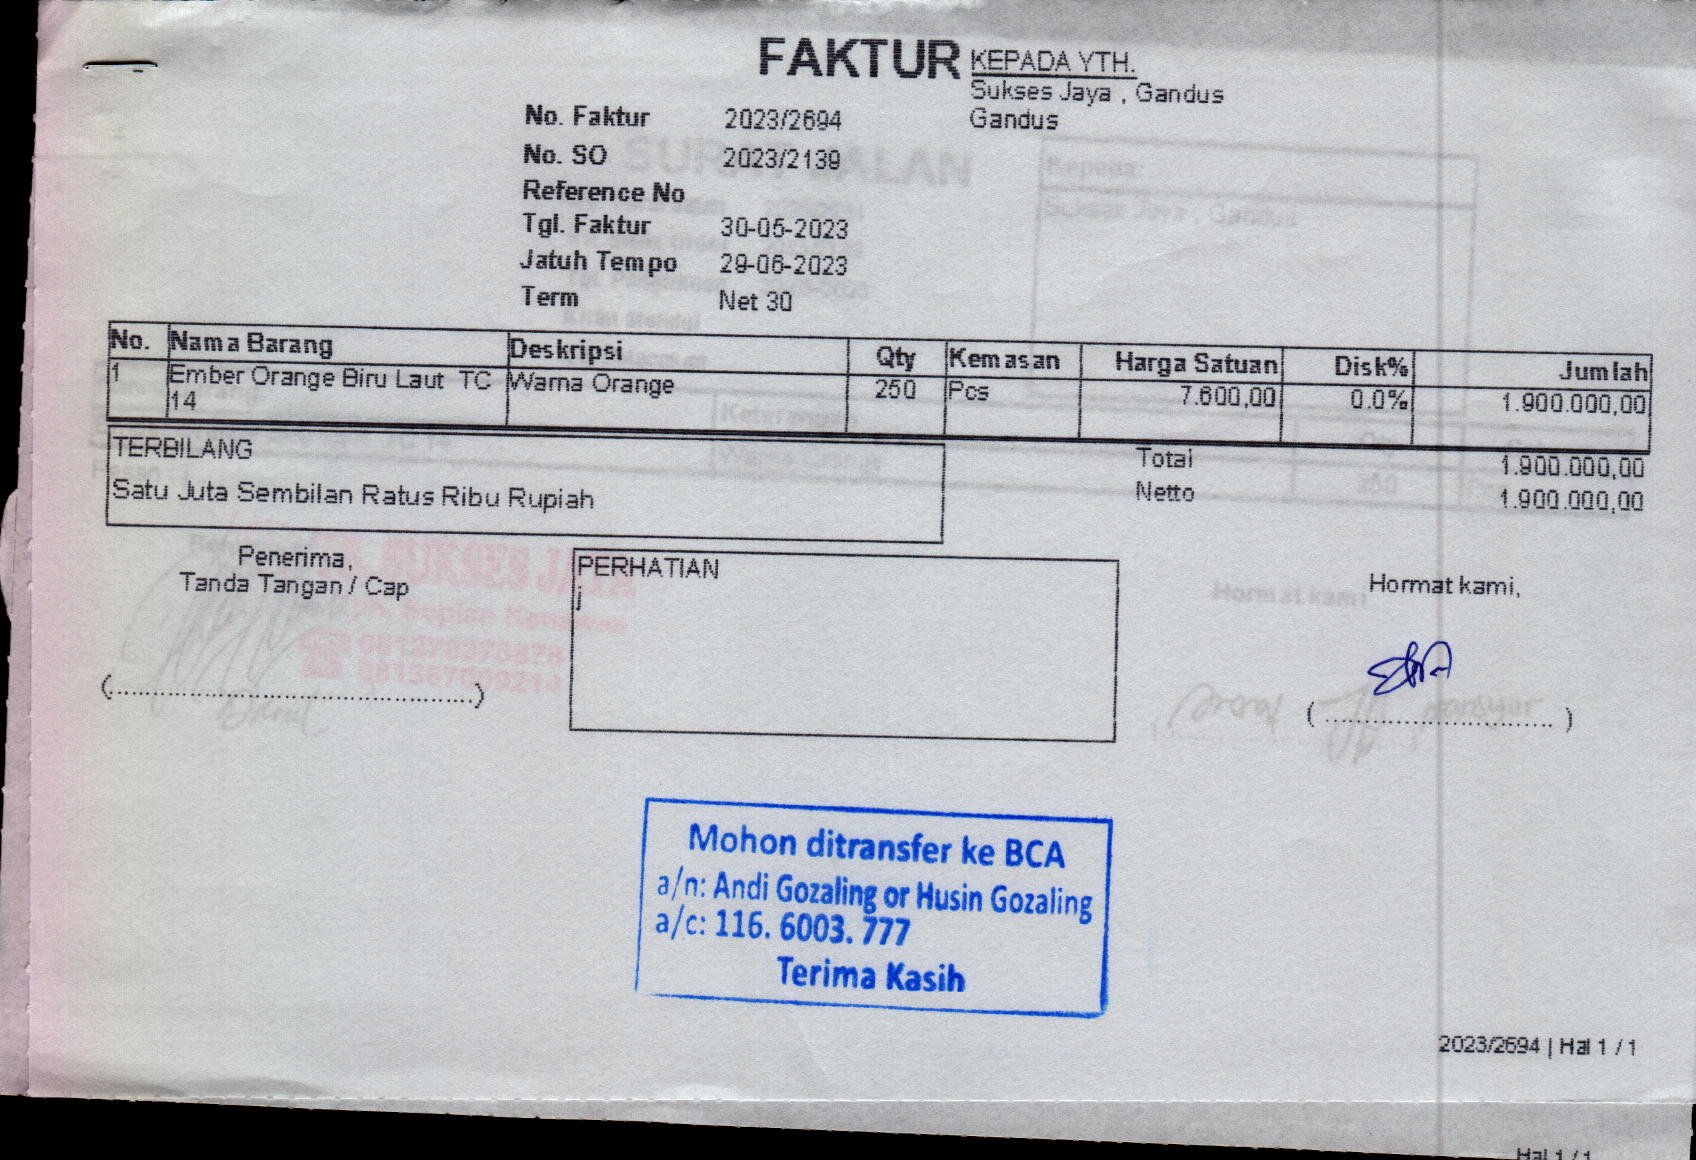 FAKTUR
KEPADA YTH.
Sukses Jaya , Gandus
Gandus
No. Faktur 2023/2694
No. SO 2023/2139
Reference No
Tgl. Faktur 30-05-2023
Jatuh Tempo 29-06-2023
Term Net 30
No. Nama Barang Deskripsi Qty Kemasan Harga Satuan Disk% Jumlah
1 Ember Orange Biru Laut TC Warna Orange 250 Pcs 7.600,00 0.0% 1.900.000,00
14
TERBILANG
Satu Juta Sembilan Ratus Ribu Rupiah
Total 1.900.000,00
Netto 1.900.000,00
Penerima,
Tanda Tangan / Cap
(...............................................)
PERHATIAN
j
Hormat kami,
( ................................... )
Mohon ditransfer ke BCA
a/n: Andi Gozaling or Husin Gozaling
a/c: 116. 6003. 777
Terima Kasih
2023/2694 | Hal 1 / 1
Hal 1 / 1